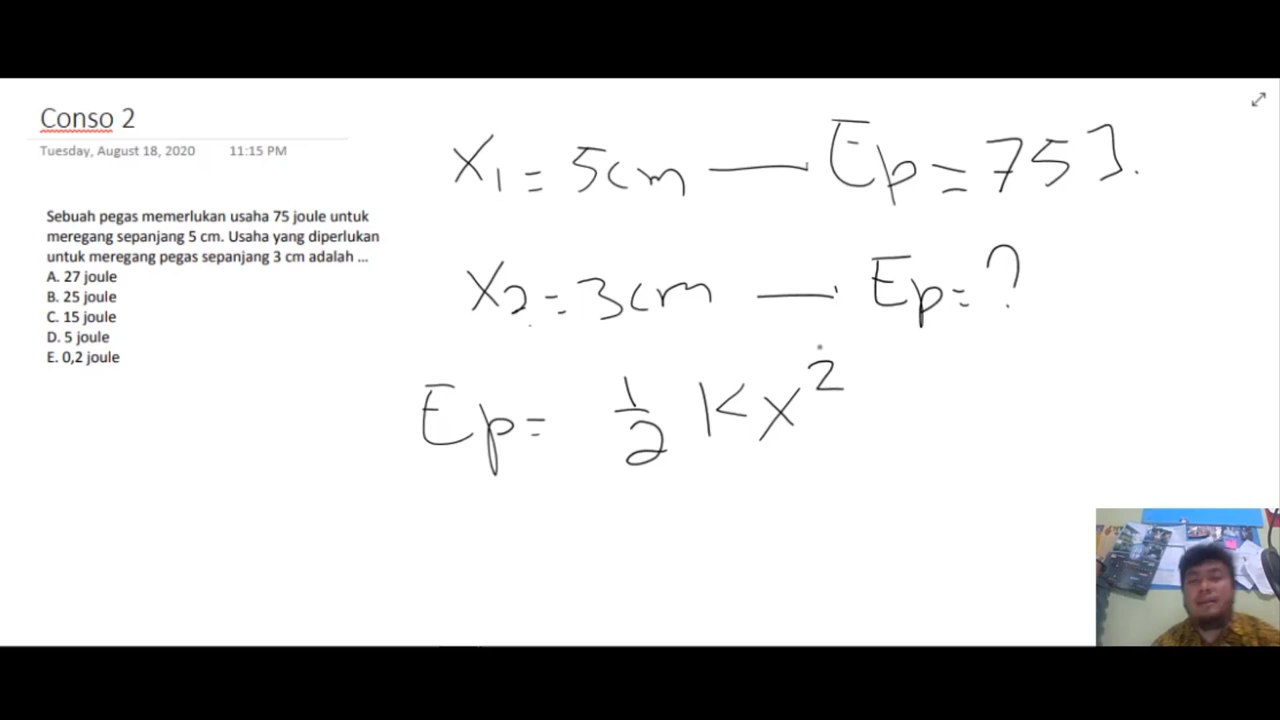 Conso 2
Tuesday, August 18, 2020 11:15 PM
Sebuah pegas memerlukan usaha 75 joule untuk
meregang sepanjang 5 cm. Usaha yang diperlukan
untuk meregang pegas sepanjang 3 cm adalah ...
A. 27 joule
B. 25 joule
C. 15 joule
D. 5 joule
E. 0,2 joule
x₁ = 5cm — Ep = 75 J.
x₂ = 3cm — Ep = ?
Ep = ½ K x²